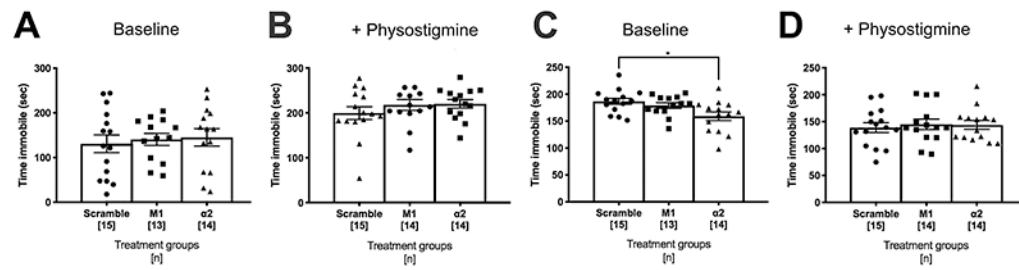 A Baseline
300
200
100
0
Time immobile (sec)
Scramble M1 α2
[15] [13] [14]
Treatment groups
[n]
B + Physostigmine
300
200
100
0
Time immobile (sec)
Scramble M1 α2
[15] [14] [14]
Treatment groups
[n]
C Baseline
250
200
150
100
50
0
Time immobile (sec)
*
Scramble M1 α2
[15] [13] [14]
Treatment groups
[n]
D + Physostigmine
250
200
150
100
50
0
Time immobile (sec)
Scramble M1 α2
[15] [14] [14]
Treatment groups
[n]